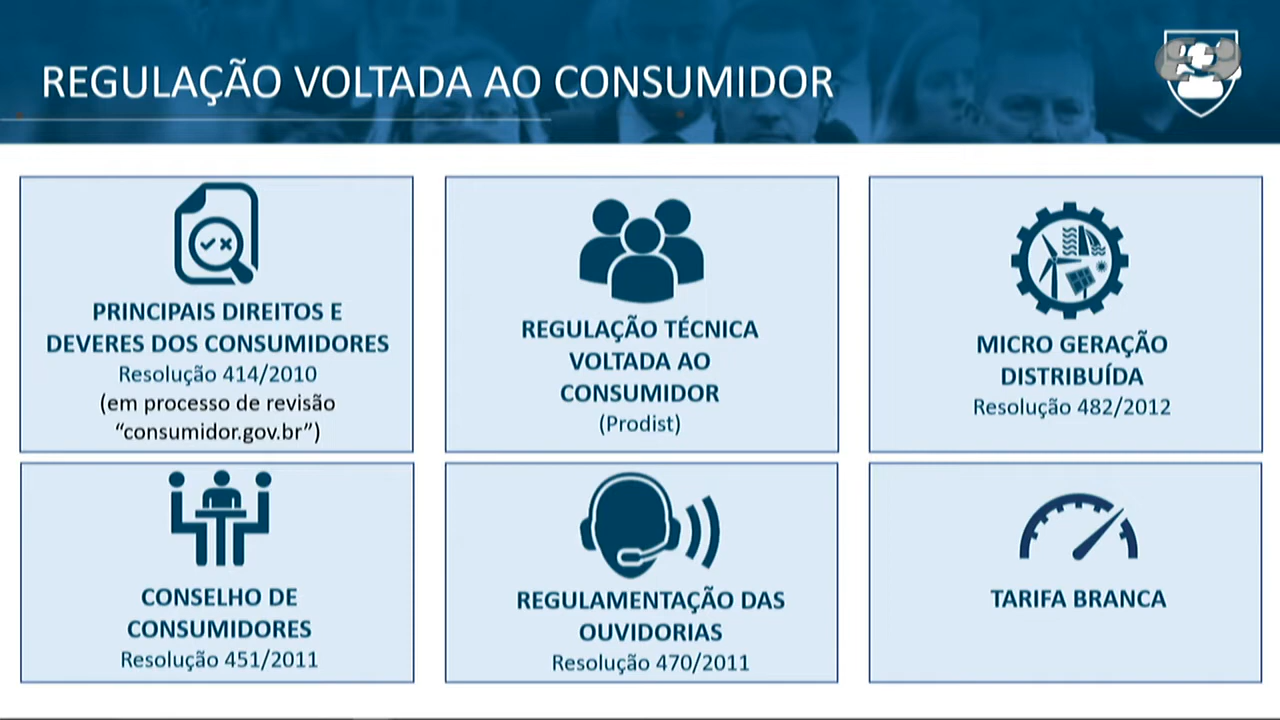 REGULAÇÃO VOLTADA AO CONSUMIDOR
PRINCIPAIS DIREITOS E
DEVERES DOS CONSUMIDORES
Resolução 414/2010
(em processo de revisão
“consumidor.gov.br”)
REGULAÇÃO TÉCNICA
VOLTADA AO
CONSUMIDOR
(Prodist)
MICRO GERAÇÃO
DISTRIBUÍDA
Resolução 482/2012
CONSELHO DE
CONSUMIDORES
Resolução 451/2011
REGULAMENTAÇÃO DAS
OUVIDORIAS
Resolução 470/2011
TARIFA BRANCA